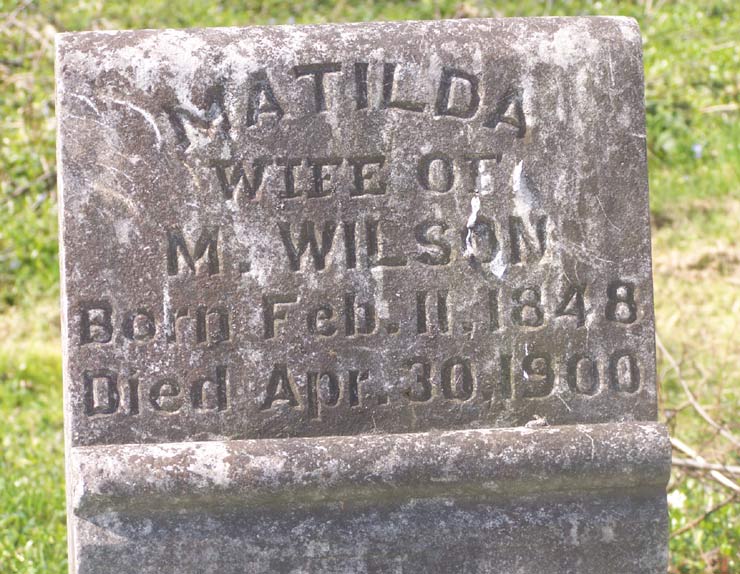 MATILDA
WIFE OF
M. WILSON
Born Feb. 11, 1848
Died Apr. 30, 1900